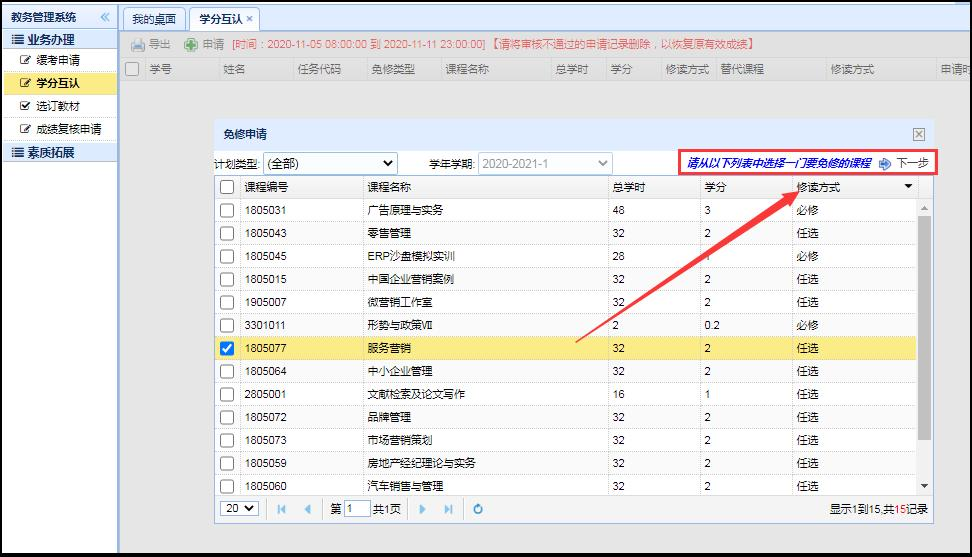 教务管理系统
业务办理
缓考申请
学分互认
选订教材
成绩复核申请
素质拓展
我的桌面 学分互认
导出 申请 [时间：2020-11-05 08:00:00 到 2020-11-11 23:00:00]【请将审核不通过的申请记录删除，以恢复原有效成绩】
学号 姓名 任务代码 免修类型 课程名称 总学时 学分 修读方式 替代课程 修读方式 申请时
免修申请
计划类型: (全部) 学年学期: 2020-2021-1 请从以下列表中选择一门要免修的课程 下一步
课程编号 课程名称 总学时 学分 修读方式
1805031 广告原理与实务 48 3 必修
1805043 零售管理 32 2 任选
1805045 ERP沙盘模拟实训 28 必修
1805015 中国企业营销案例 32 2 任选
1905007 微营销工作室 32 2 任选
3301011 形势与政策Ⅶ 2 0.2 必修
1805077 服务营销 32 2 任选
1805064 中小企业管理 32 2 任选
2805001 文献检索及论文写作 16 1 任选
1805072 品牌管理 32 2 任选
1805073 市场营销策划 32 2 任选
1805059 房地产经纪理论与实务 32 2 任选
1805060 汽车销售与管理 32 2 任选
20 第 1 共1页 显示1到15,共15记录